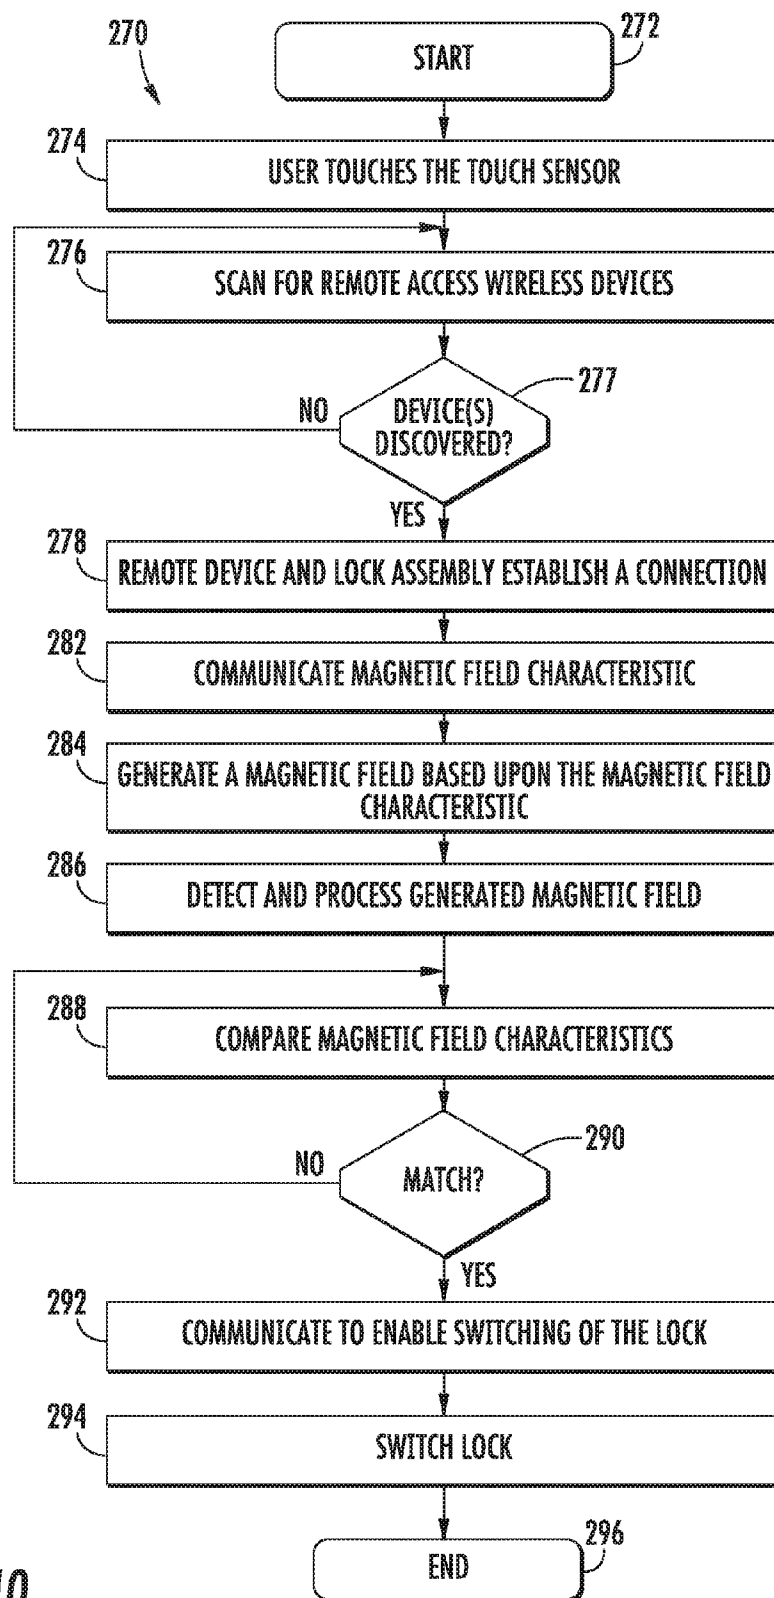 270
START
272
274
USER TOUCHES THE TOUCH SENSOR
276
SCAN FOR REMOTE ACCESS WIRELESS DEVICES
277
NO
DEVICE(S)
DISCOVERED?
YES
278
REMOTE DEVICE AND LOCK ASSEMBLY ESTABLISH A CONNECTION
282
COMMUNICATE MAGNETIC FIELD CHARACTERISTIC
284
GENERATE A MAGNETIC FIELD BASED UPON THE MAGNETIC FIELD
CHARACTERISTIC
286
DETECT AND PROCESS GENERATED MAGNETIC FIELD
288
COMPARE MAGNETIC FIELD CHARACTERISTICS
290
NO
MATCH?
YES
292
COMMUNICATE TO ENABLE SWITCHING OF THE LOCK
294
SWITCH LOCK
296
END